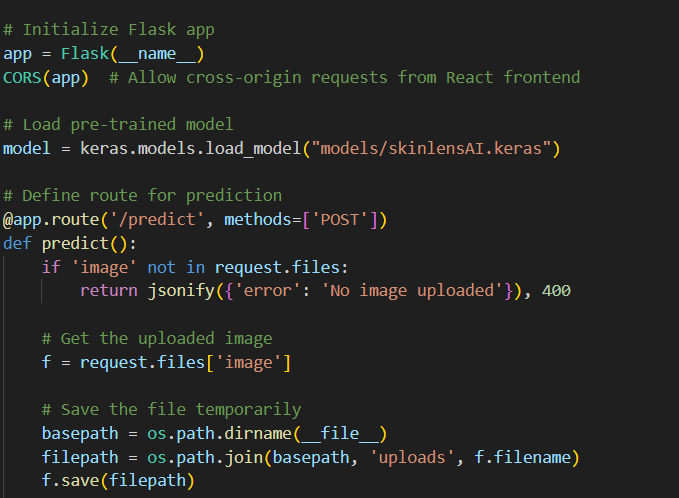 # Initialize Flask app
app = Flask(__name__)
CORS(app)  # Allow cross-origin requests from React frontend

# Load pre-trained model
model = keras.models.load_model("models/skinlensAI.keras")

# Define route for prediction
@app.route('/predict', methods=['POST'])
def predict():
    if 'image' not in request.files:
        return jsonify({'error': 'No image uploaded'}), 400

    # Get the uploaded image
    f = request.files['image']

    # Save the file temporarily
    basepath = os.path.dirname(__file__)
    filepath = os.path.join(basepath, 'uploads', f.filename)
    f.save(filepath)